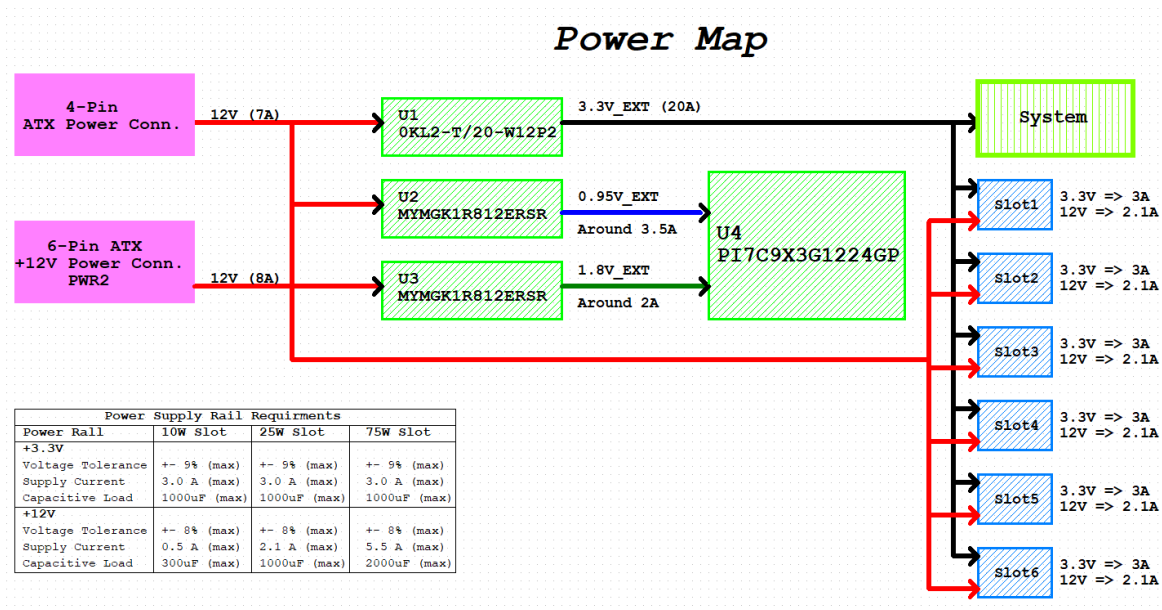 Power Map
4-Pin
ATX Power Conn.
12V (7A)
U1
OKL2-T/20-W12P2
3.3V_EXT (20A)
System
U2
MYMGK1R812ERSR
0.95V_EXT
Around 3.5A
U4
PI7C9X3G1224GP
6-Pin ATX
+12V Power Conn.
PWR2
12V (8A)
U3
MYMGK1R812ERSR
1.8V_EXT
Around 2A
Slot1
3.3V => 3A
12V => 2.1A
Slot2
3.3V => 3A
12V => 2.1A
Slot3
3.3V => 3A
12V => 2.1A
Slot4
3.3V => 3A
12V => 2.1A
Slot5
3.3V => 3A
12V => 2.1A
Slot6
3.3V => 3A
12V => 2.1A
Power Supply Rail Requirments
Power Rall 10W Slot 25W Slot 75W Slot
+3.3V
Voltage Tolerance +- 9% (max) +- 9% (max) +- 9% (max)
Supply Current 3.0 A (max) 3.0 A (max) 3.0 A (max)
Capacitive Load 1000uF (max) 1000uF (max) 1000uF (max)
+12V
Voltage Tolerance +- 8% (max) +- 8% (max) +- 8% (max)
Supply Current 0.5 A (max) 2.1 A (max) 5.5 A (max)
Capacitive Load 300uF (max) 1000uF (max) 2000uF (max)